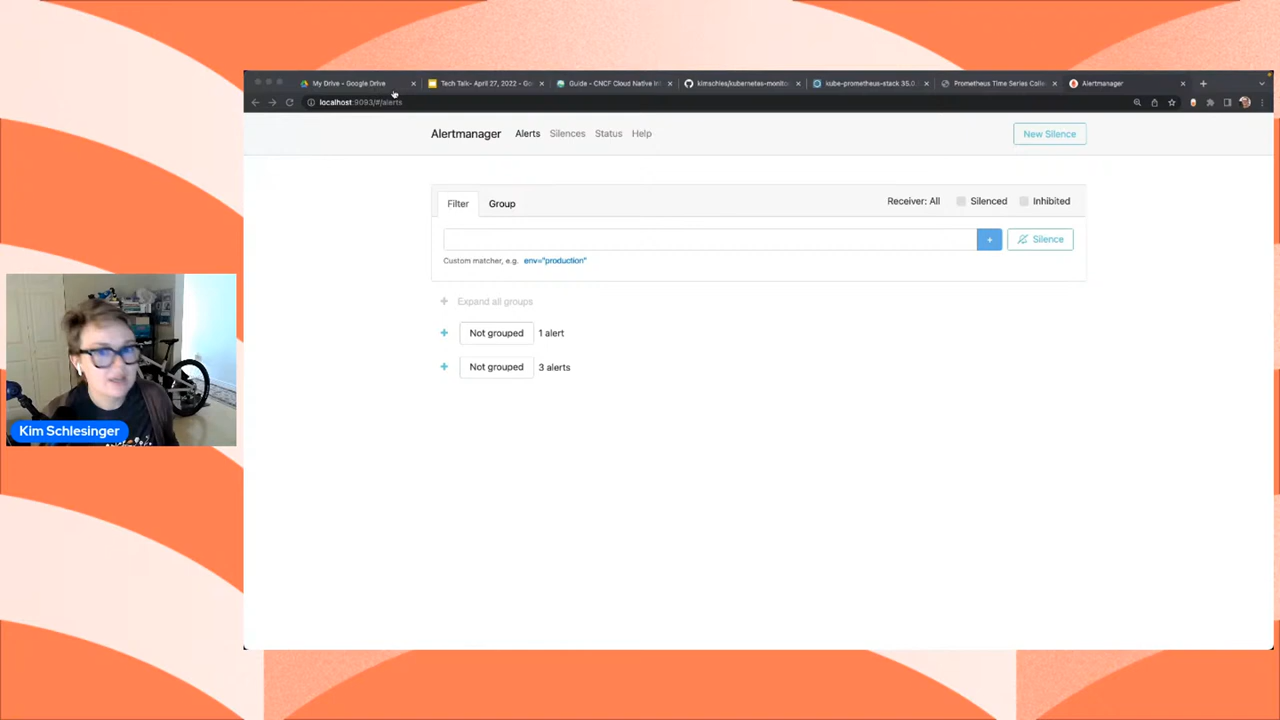 My Drive - Google Drive
Tech Talk- April 27, 2022 - Go
Guide - CNCF Cloud Native In
kimschles/kubernetes-monito
kube-prometheus-stack 35.0
Prometheus Time Series Colle
Alertmanager
localhost:9093/#/alerts
Alertmanager Alerts Silences Status Help
New Silence
Filter Group
Receiver: All Silenced Inhibited
+ Silence
Custom matcher, e.g. env="production"
+ Expand all groups
+ Not grouped 1 alert
+ Not grouped 3 alerts
Kim Schlesinger